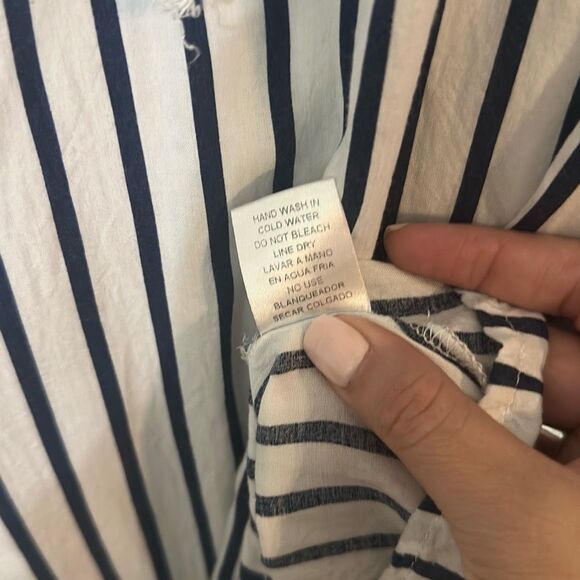 HAND WASH IN
COLD WATER
DO NOT BLEACH
LINE DRY
LAVAR A MANO
EN AGUA FRIA
NO USE
BLANQUEADOR
SECAR COLGADO